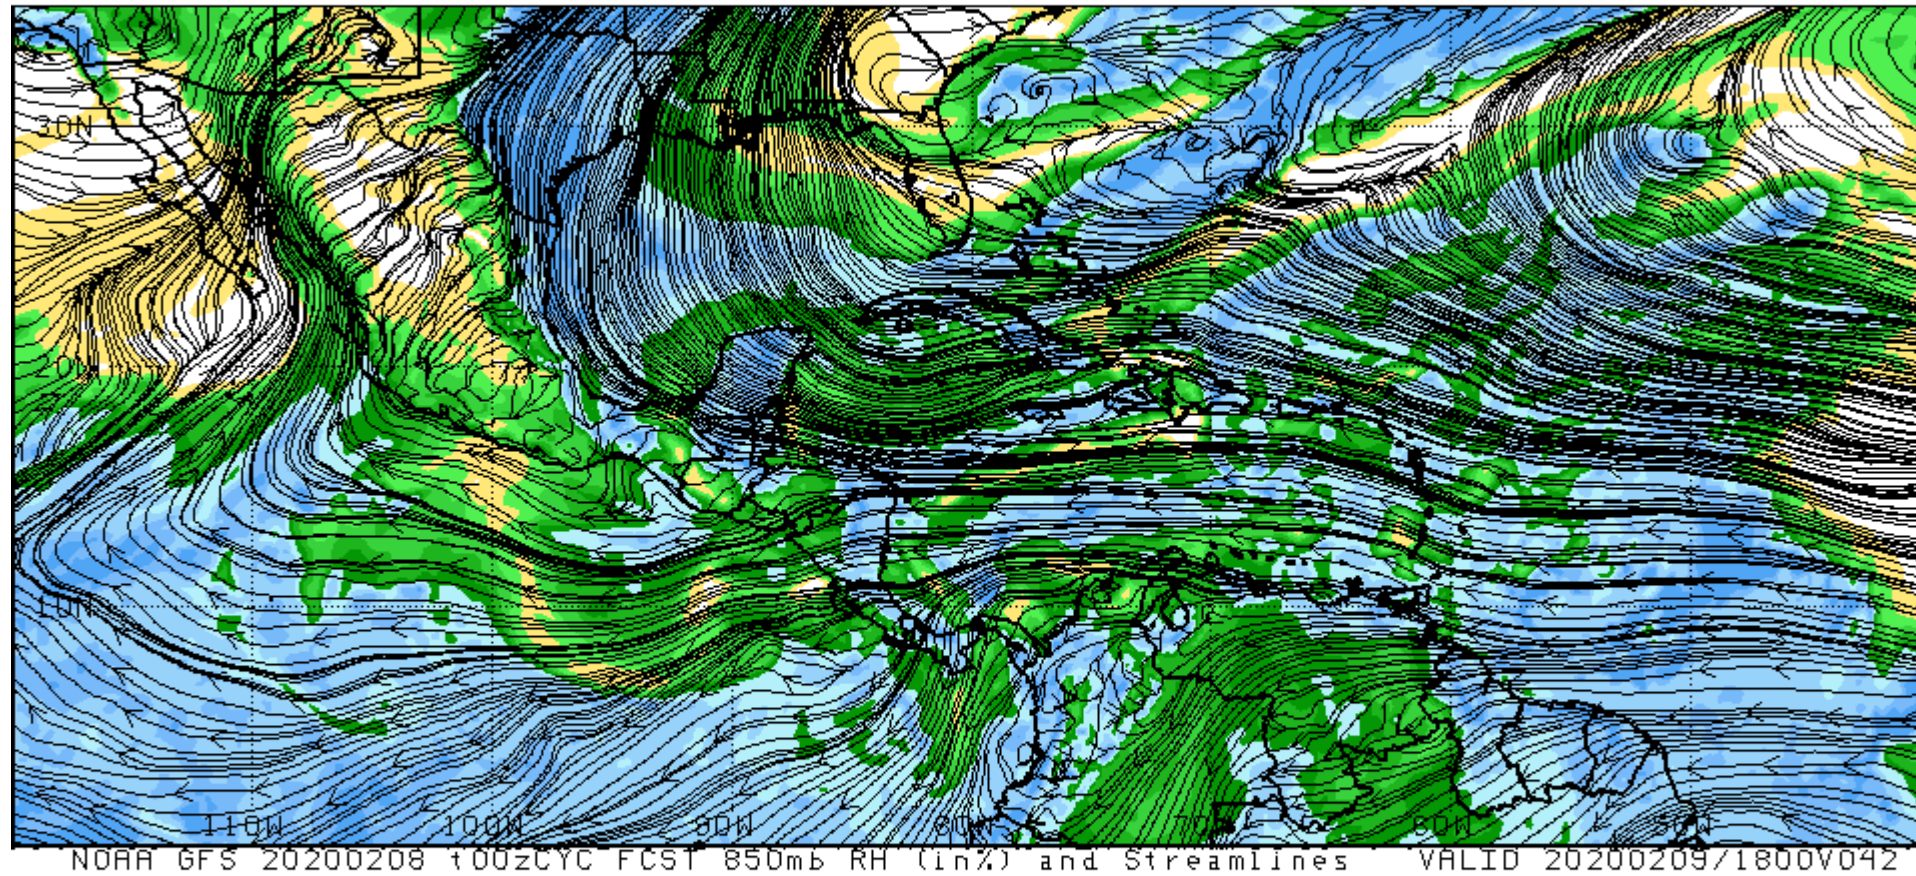 30N
10N
110W 100W 90W 80W 70W 60W
NOAA GFS 20200208 t00zCYC FCST 850mb RH (in%) and Streamlines VALID 20200209/1800V042